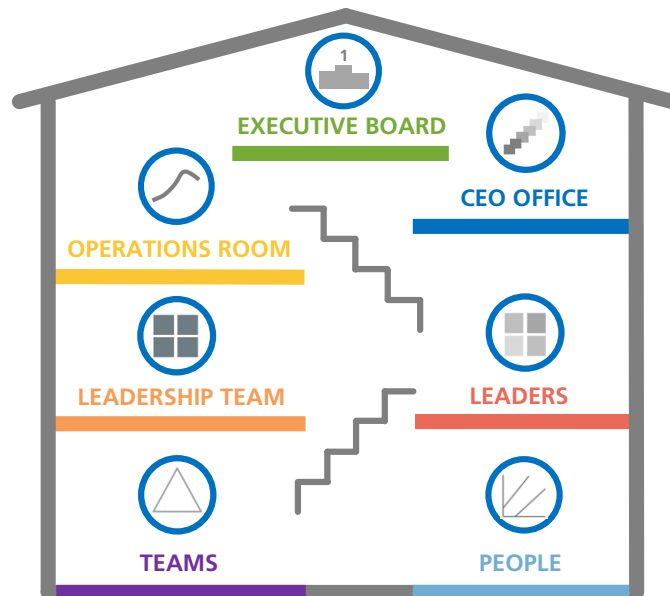 1
EXECUTIVE BOARD
CEO OFFICE
OPERATIONS ROOM
LEADERSHIP TEAM
LEADERS
TEAMS
PEOPLE